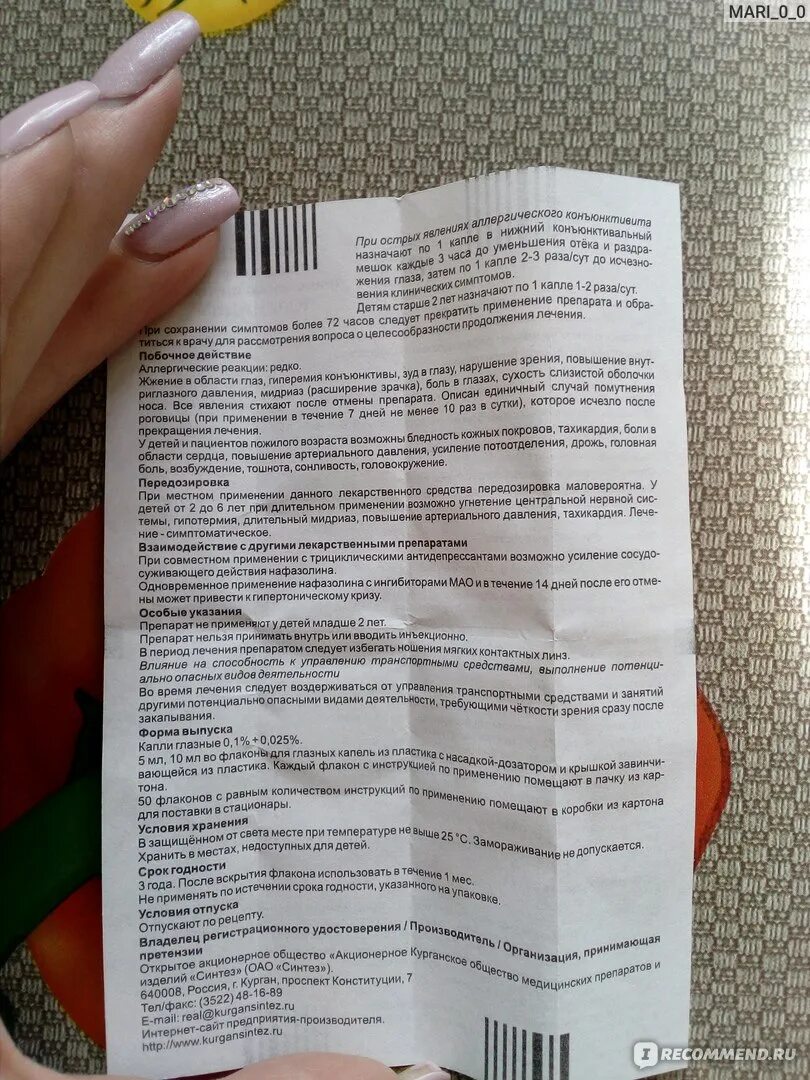 MARI_0_0
При острых явлениях аллергического конъюнктивита
назначают по 1 капле в нижний конъюнктивальный
мешок каждые 3 часа до уменьшения отёка и раздра-
жения глаза, затем по 1 капле 2-3 раза/сут до исчезно-
вения клинических симптомов.
Детям старше 2 лет назначают по 1 капле 1-2 раза/сут.
При сохранении симптомов более 72 часов следует прекратить применение препарата и обра-
титься к врачу для рассмотрения вопроса о целесообразности продолжения лечения.
Побочное действие
Аллергические реакции: редко.
Жжение в области глаз, гиперемия конъюнктивы, зуд в глазу, нарушение зрения, повышение внут-
риглазного давления, мидриаз (расширение зрачка), боль в глазах, сухость слизистой оболочки
носа. Все явления стихают после отмены препарата. Описан единичный случай помутнения
роговицы (при применении в течение 7 дней не менее 10 раз в сутки), которое исчезло после
прекращения лечения.
У детей и пациентов пожилого возраста возможны бледность кожных покровов, тахикардия, боли в
области сердца, повышение артериального давления, усиление потоотделения, дрожь, головная
боль, возбуждение, тошнота, сонливость, головокружение.
Передозировка
При местном применении данного лекарственного средства передозировка маловероятна. У
детей от 2 до 6 лет при длительном применении возможно угнетение центральной нервной сис-
темы, гипотермия, длительный мидриаз, повышение артериального давления, тахикардия. Лече-
ние - симптоматическое.
Взаимодействие с другими лекарственными препаратами
При совместном применении с трициклическими антидепрессантами возможно усиление сосудо-
суживающего действия нафазолина.
Одновременное применение нафазолина с ингибиторами МАО и в течение 14 дней после его отме-
ны может привести к гипертоническому кризу.
Особые указания
Препарат не применяют у детей младше 2 лет.
Препарат нельзя принимать внутрь или вводить инъекционно.
В период лечения препаратом следует избегать ношения мягких контактных линз.
Влияние на способность к управлению транспортными средствами, выполнение потенци-
ально опасных видов деятельности
Во время лечения следует воздерживаться от управления транспортными средствами и занятий
другими потенциально опасными видами деятельности, требующими чёткости зрения сразу после
закапывания.
Форма выпуска
Капли глазные 0,1% + 0,025%.
5 мл, 10 мл во флаконы для глазных капель из пластика с насадкой-дозатором и крышкой завинчи-
вающейся из пластика. Каждый флакон с инструкцией по применению помещают в пачку из кар-
тона.
50 флаконов с равным количеством инструкций по применению помещают в коробки из картона
для поставки в стационары.
Условия хранения
В защищённом от света месте при температуре не выше 25 °С. Замораживание не допускается.
Хранить в местах, недоступных для детей.
Срок годности
3 года. После вскрытия флакона использовать в течение 1 мес.
Не применять по истечении срока годности, указанного на упаковке.
Условия отпуска
Отпускают по рецепту.
Владелец регистрационного удостоверения / Производитель / Организация, принимающая
претензии
Открытое акционерное общество «Акционерное Курганское общество медицинских препаратов и
изделий «Синтез» (ОАО «Синтез»).
640008, Россия, г. Курган, проспект Конституции, 7
Тел/факс: (3522) 48-16-89
E-mail: real@kurgansintez.ru
Интернет-сайт предприятия-производителя.
http://www.kurgansintez.ru
IRECOMMEND.RU